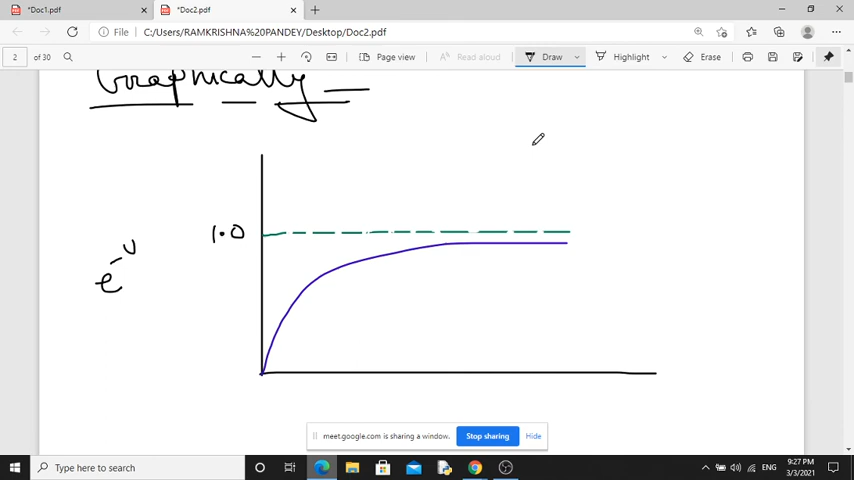 *Doc1.pdf
*Doc2.pdf
File C:/Users/RAMKRISHNA%20PANDEY/Desktop/Doc2.pdf
2 of 30 Page view Read aloud Draw Highlight Erase
Graphically
1.0
e^-v
meet.google.com is sharing a window. Stop sharing Hide
Type here to search
ENG
9:27 PM
3/3/2021